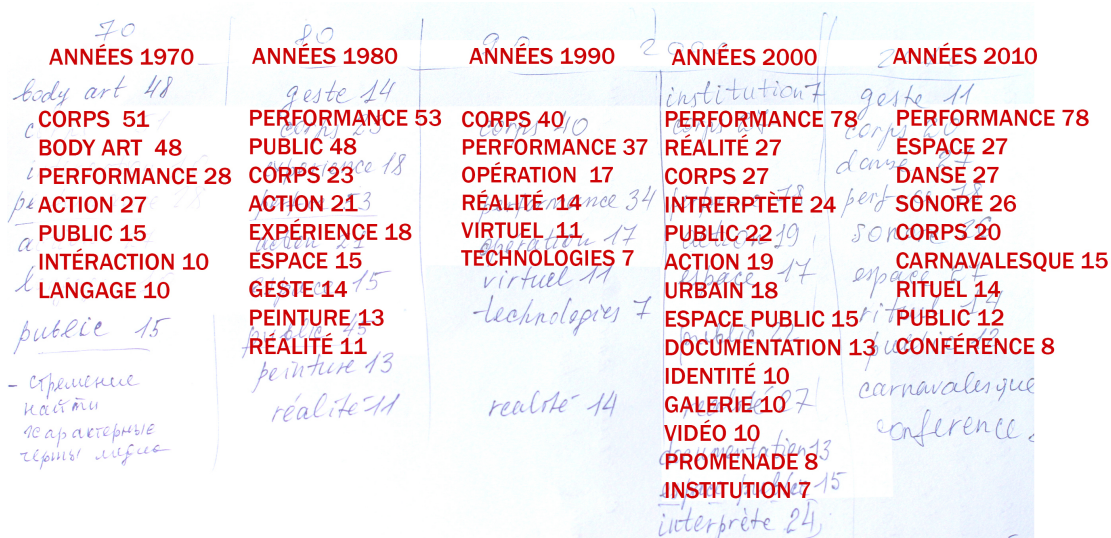 70
80
ANNÉES 1970
body art 48
CORPS 51
BODY ART 48
PERFORMANCE 28
ACTION 27
PUBLIC 15
INTÉRACTION 10
LANGAGE 10
public 15
- стремление
найти
характерные
черты медиа
ANNÉES 1980
geste 14
PERFORMANCE 53
PUBLIC 48
CORPS 23
ACTION 21
EXPÉRIENCE 18
ESPACE 15
GESTE 14
PEINTURE 13
RÉALITÉ 11
peinture 13
réalité 11
ANNÉES 1990
CORPS 40
PERFORMANCE 37
OPÉRATION 17
RÉALITÉ 14
VIRTUEL 11
TECHNOLOGIES 7
virtuel 11
technologies 7
realité 14
ANNÉES 2000
institution 7
PERFORMANCE 78
RÉALITÉ 27
CORPS 27
INTRERPTÈTE 24
PUBLIC 22
ACTION 19
URBAIN 18
ESPACE PUBLIC 15
DOCUMENTATION 13
IDENTITÉ 10
GALERIE 10
VIDÉO 10
PROMENADE 8
INSTITUTION 7
interprète 24
ANNÉES 2010
geste 11
PERFORMANCE 78
ESPACE 27
DANSE 27
SONORE 26
CORPS 20
CARNAVALESQUE 15
RITUEL 14
PUBLIC 12
CONFÉRENCE 8
carnavalesque
conference